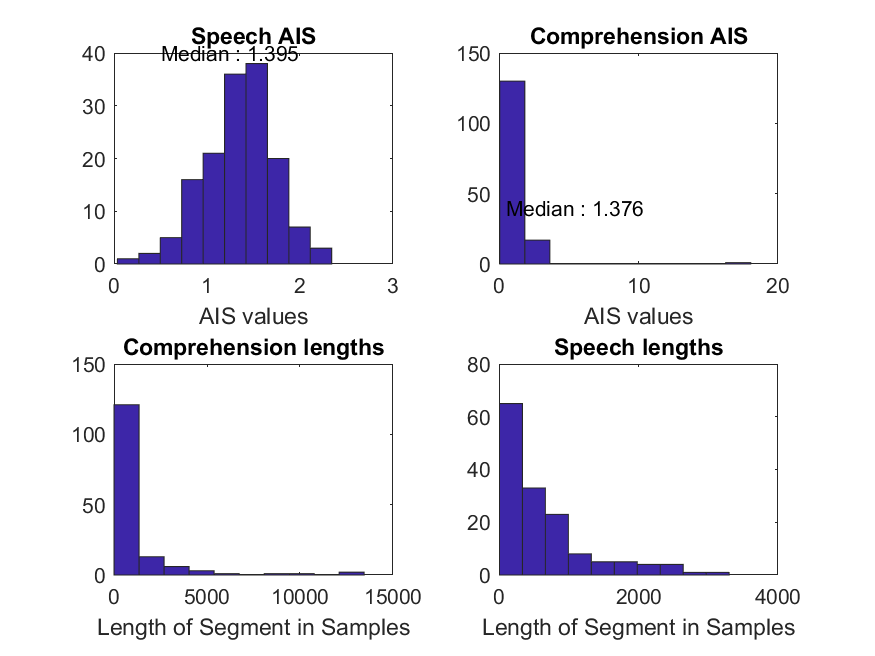 Speech AIS
Median : 1.395
40
30
20
10
0
0 1 2 3
AIS values
Comprehension AIS
150
100
50
Median : 1.376
0
0 10 20
AIS values
Comprehension lengths
150
100
50
0
0 5000 10000 15000
Length of Segment in Samples
Speech lengths
80
60
40
20
0
0 2000 4000
Length of Segment in Samples